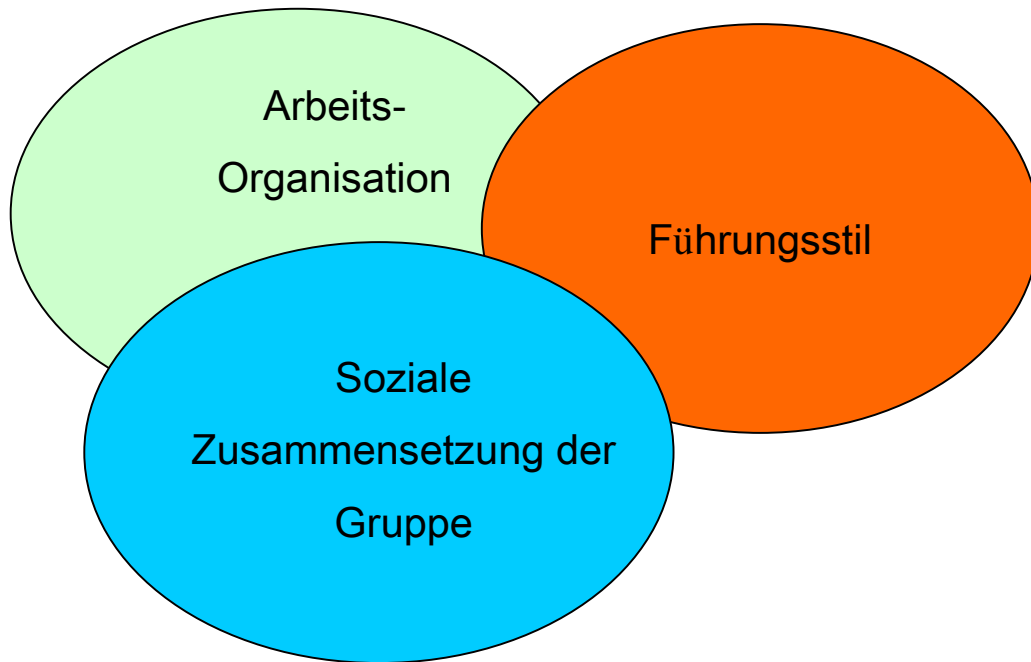 Arbeits-
Organisation
Führungsstil
Soziale
Zusammensetzung der
Gruppe